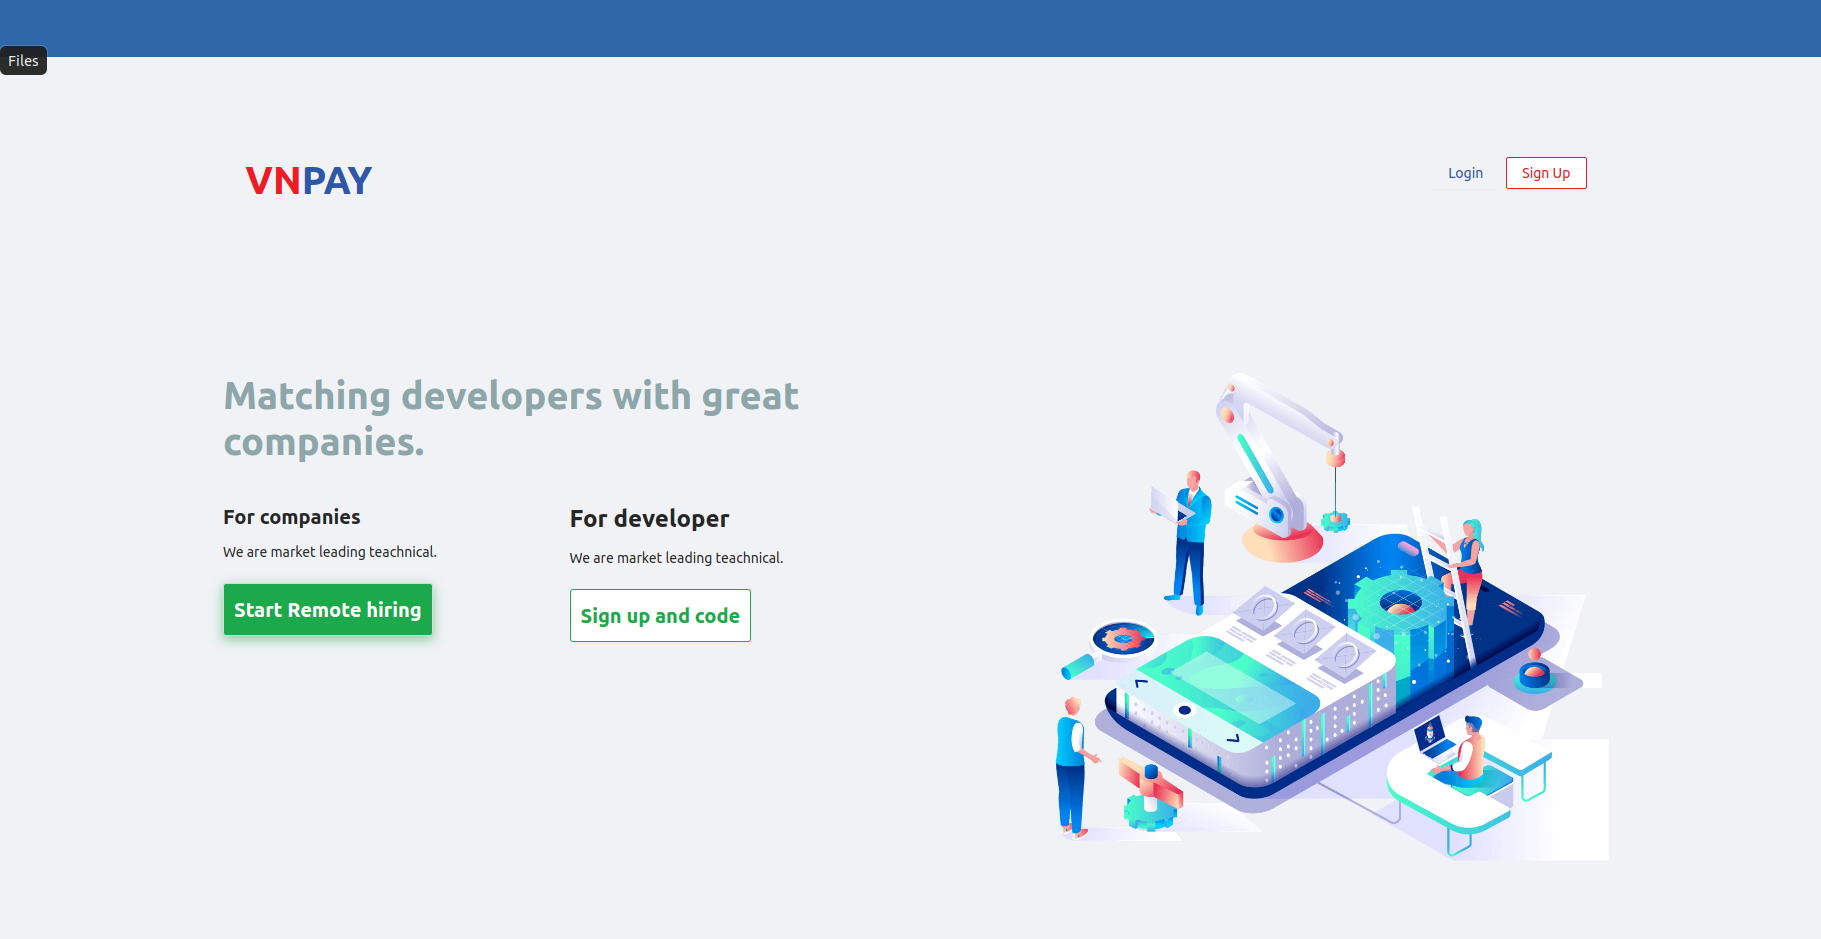 Files
VNPAY
Login
Sign Up
Matching developers with great
companies.
For companies
We are market leading teachnical.
Start Remote hiring
For developer
We are market leading teachnical.
Sign up and code